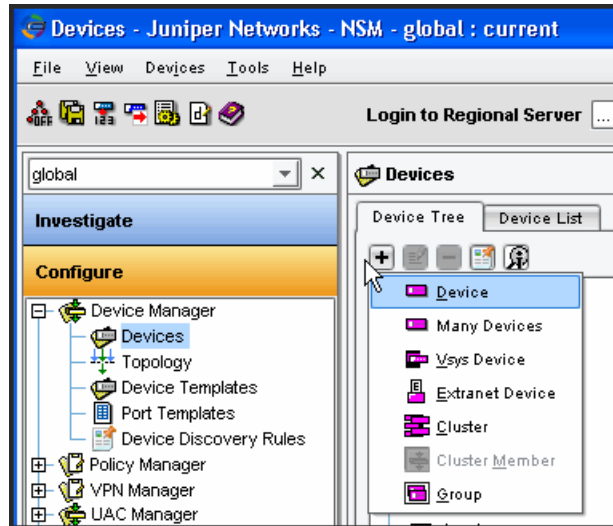 Devices - Juniper Networks - NSM - global : current
File View Devices Tools Help
OFF 123 Login to Regional Server ...
global
Devices
Investigate
Device Tree Device List
Configure
Device
Device Manager
Many Devices
Devices
Vsys Device
Topology
Extranet Device
Device Templates
Cluster
Port Templates
Cluster Member
Device Discovery Rules
Group
Policy Manager
VPN Manager
UAC Manager